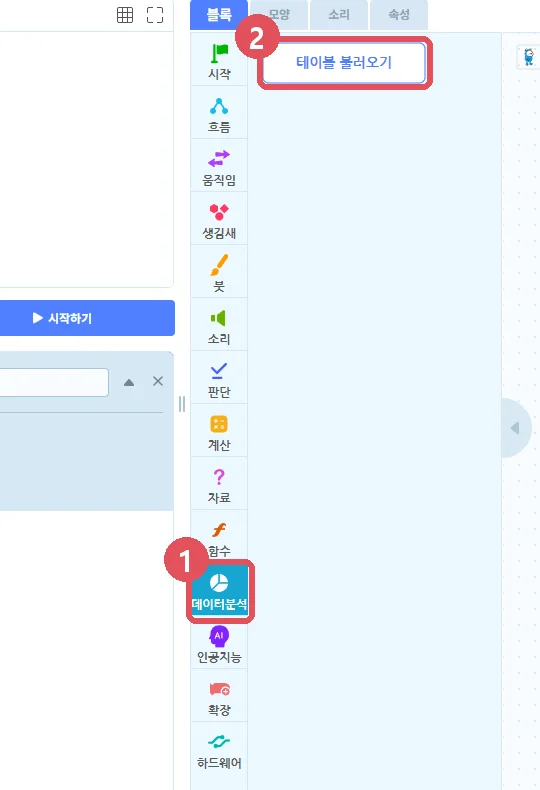 블록
모양
소리
속성
2
테이블 불러오기
시작
흐름
움직임
생김새
붓
시작하기
소리
판단
계산
?
자료
함수
1
데이터분석
AI
인공지능
확장
하드웨어